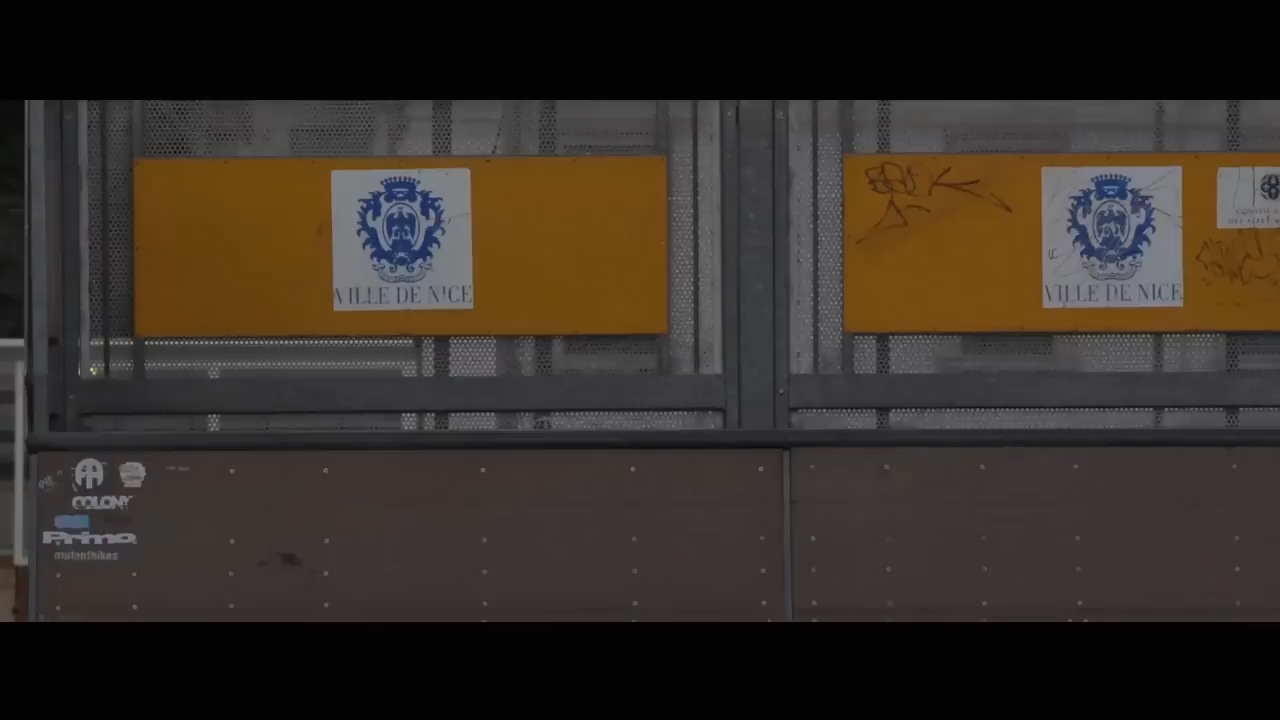 VILLE DE NICE
VILLE DE NICE
COLONY
Primo
mutantbikes